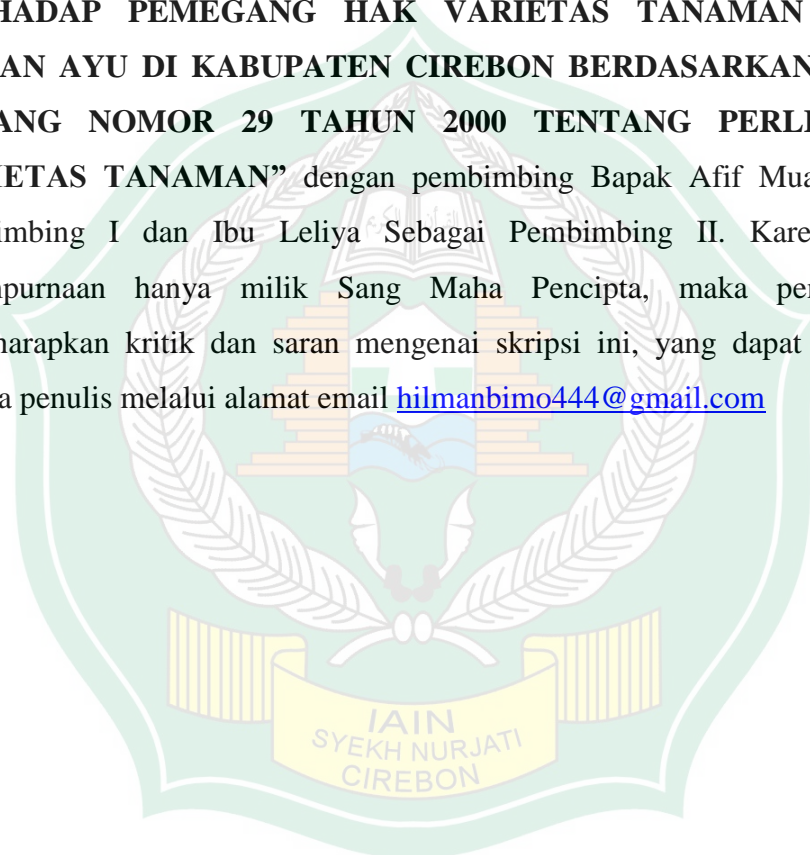 HADAP PEMEGANG HAK VARIETAS TANAMAN
AN AYU DI KABUPATEN CIREBON BERDASARKAN
ANG NOMOR 29 TAHUN 2000 TENTANG PERLI
IETAS TANAMAN” dengan pembimbing Bapak Afif Mua
imbing I dan Ibu Leliya Sebagai Pembimbing II. Kare
purnaan hanya milik Sang Maha Pencipta, maka pen
harapkan kritik dan saran mengenai skripsi ini, yang dapat
a penulis melalui alamat email hilmanbimo444@gmail.com
IAIN
SYEKH NURJATI
CIREBON